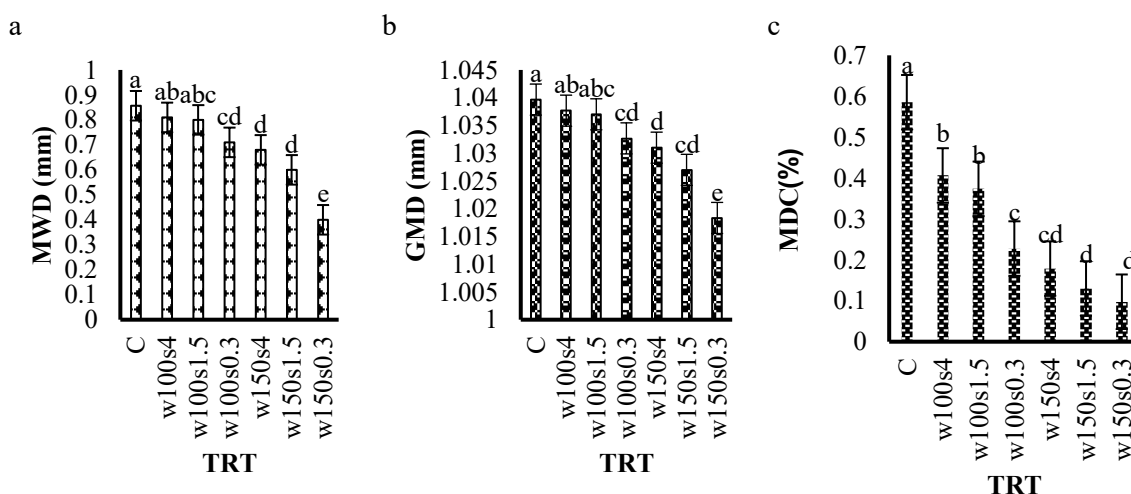 a
1
0.9
0.8
0.7
0.6
0.5
0.4
0.3
0.2
0.1
0
MWD (mm)
a
ab
abc
cd
d
d
e
C
w100s4
w100s1.5
w100s0.3
w150s4
w150s1.5
w150s0.3
TRT
b
1.045
1.04
1.035
1.03
1.025
1.02
1.015
1.01
1.005
1
GMD (mm)
a
ab
abc
cd
d
cd
e
C
w100s4
w100s1.5
w100s0.3
w150s4
w150s1.5
w150s0.3
TRT
c
0.7
0.6
0.5
0.4
0.3
0.2
0.1
0
MDC(%)
a
b
b
c
cd
d
d
C
w100s4
w100s1.5
w100s0.3
w150s4
w150s1.5
w150s0.3
TRT